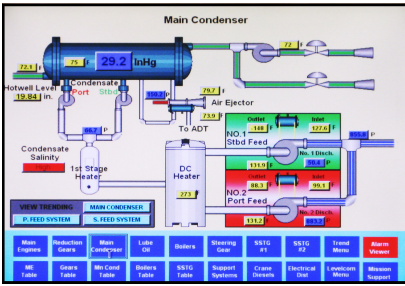 Main Condenser
72 F
72.1 F
75 F
29.2 InHg
Hotwell Level
19.84 in.
Condensate
Port Stbd
79.7 F
Air Ejector
73.9 F
To ADT
Condensate
Salinity
High
1st Stage
Heater
DC
Heater
273 F
NO.1
Stbd Feed
Outlet
148 F
Inlet
127.6 F
131.9 F
No. 1 Disch.
NO.2
Port Feed
Outlet
88.3 F
Inlet
99.1 F
131.2 F
No. 2 Disch.
VIEW TRENDING
MAIN CONDENSER
P. FEED SYSTEM
S. FEED SYSTEM
Main Engines
Reduction Gears
Main Condenser
Lube Oil
Boilers
Steering Gear
SSTG #1
SSTG #2
Trend Menu
Alarm Viewer
ME Table
Gears Table
Mn Cond Table
Boilers Table
SSTG Table
Support Systems
Crane Diesels
Electrical Dist
Levelcom Menu
Mission Support